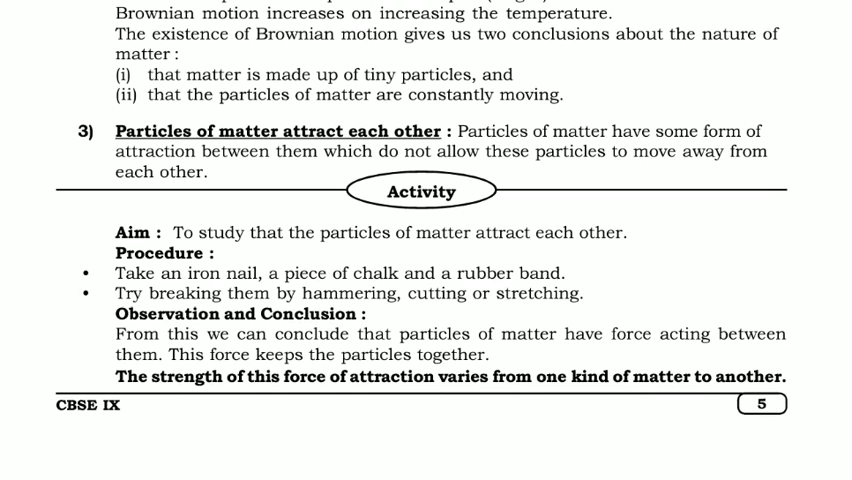 Brownian motion increases on increasing the temperature.
The existence of Brownian motion gives us two conclusions about the nature of
matter :
(i) that matter is made up of tiny particles, and
(ii) that the particles of matter are constantly moving.
3) Particles of matter attract each other : Particles of matter have some form of
attraction between them which do not allow these particles to move away from
each other.
Activity
Aim : To study that the particles of matter attract each other.
Procedure :
• Take an iron nail, a piece of chalk and a rubber band.
• Try breaking them by hammering, cutting or stretching.
Observation and Conclusion :
From this we can conclude that particles of matter have force acting between
them. This force keeps the particles together.
The strength of this force of attraction varies from one kind of matter to another.
CBSE IX
5